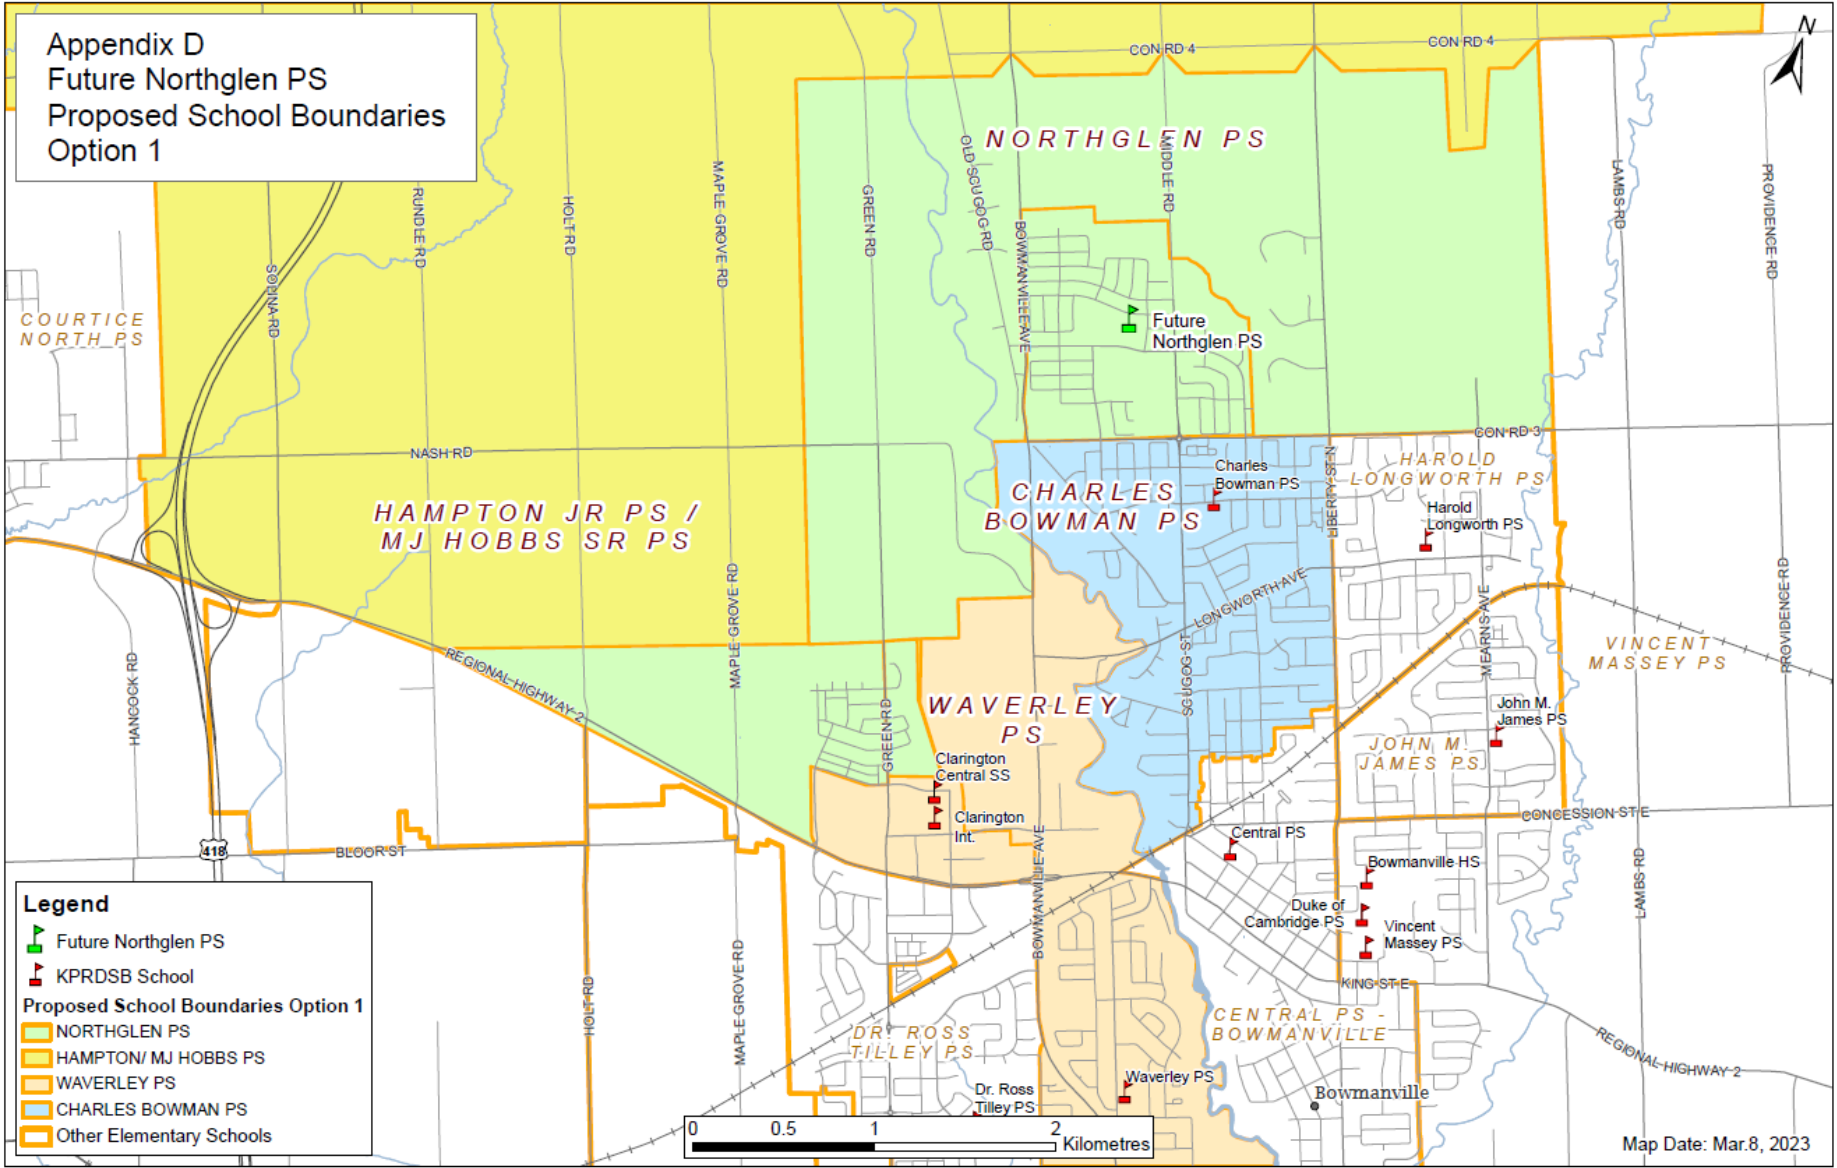 Appendix D
Future Northglen PS
Proposed School Boundaries
Option 1
N
CON RD 4
CON RD 4
NORTHGLEN PS
OLD SCUGOG RD
MIDDLE RD
MAPLE GROVE RD
GREEN RD
RUNDLE RD
HOLT RD
LAMBS RD
PROVIDENCE RD
SOLINA RD
BOWMANVILLE AVE
COURTICE
NORTH PS
Future
Northglen PS
NASH RD
CON RD 3
HAMPTON JR PS /
MJ HOBBS SR PS
CHARLES
BOWMAN PS
Charles
Bowman PS
LIBERTY ST N
HAROLD
LONGWORTH PS
Harold
Longworth PS
LONGWORTH AVE
MAPLE GROVE RD
MEARNS AVE
PROVIDENCE RD
HANCOCK RD
REGIONAL HIGHWAY 2
SCUGOG ST
VINCENT
MASSEY PS
WAVERLEY
PS
GREEN RD
John M.
James PS
JOHN M.
JAMES PS
Clarington
Central SS
Clarington
Int.
CONCESSION ST E
Central PS
418
BLOOR ST
BOWMANVILLE AVE
Bowmanville HS
LAMBS RD
Duke of
Cambridge PS
Vincent
Massey PS
KING ST E
HOLT RD
MAPLE GROVE RD
CENTRAL PS -
BOWMANVILLE
DR. ROSS
TILLEY PS
REGIONAL HIGHWAY 2
Waverley PS
Dr. Ross
Tilley PS
Bowmanville
Legend
Future Northglen PS
KPRDSB School
Proposed School Boundaries Option 1
NORTHGLEN PS
HAMPTON/ MJ HOBBS PS
WAVERLEY PS
CHARLES BOWMAN PS
Other Elementary Schools
0 0.5 1 2
Kilometres
Map Date: Mar.8, 2023